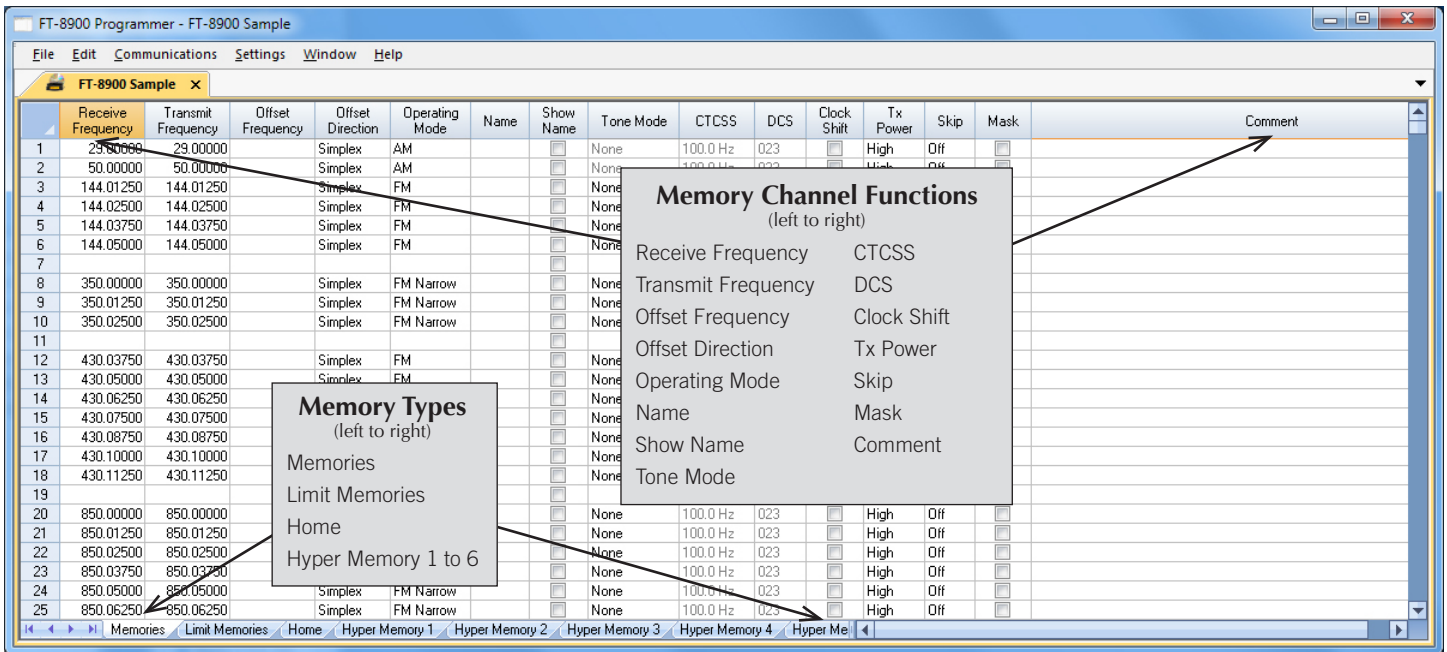 FT-8900 Programmer - FT-8900 Sample
File Edit Communications Settings Window Help
FT-8900 Sample X
Receive Frequency Transmit Frequency Offset Frequency Offset Direction Operating Mode Name Show Name Tone Mode CTCSS DCS Clock Shift Tx Power Skip Mask Comment
1 29.00000 29.00000 Simplex AM None 100.0 Hz 023 High Off
2 50.00000 50.00000 Simplex AM None 100.0 Hz 023 High Off
3 144.01250 144.01250 Simplex FM None
4 144.02500 144.02500 Simplex FM None
5 144.03750 144.03750 Simplex FM None
6 144.05000 144.05000 Simplex FM None
7
8 350.00000 350.00000 Simplex FM Narrow None
9 350.01250 350.01250 Simplex FM Narrow None
10 350.02500 350.02500 Simplex FM Narrow None
11
12 430.03750 430.03750 Simplex FM None
13 430.05000 430.05000 Simplex FM None
14 430.06250 430.06250 None
15 430.07500 430.07500 None
16 430.08750 430.08750 None
17 430.10000 430.10000 None
18 430.11250 430.11250 None
19
20 850.00000 850.00000 None 100.0 Hz 023 High Off
21 850.01250 850.01250 None 100.0 Hz 023 High Off
22 850.02500 850.02500 None 100.0 Hz 023 High Off
23 850.03750 850.03750 None 100.0 Hz 023 High Off
24 850.05000 850.05000 Simplex FM Narrow None 100.0 Hz 023 High Off
25 850.06250 850.06250 Simplex FM Narrow None 100.0 Hz 023 High Off
Memory Channel Functions
(left to right)
Receive Frequency CTCSS
Transmit Frequency DCS
Offset Frequency Clock Shift
Offset Direction Tx Power
Operating Mode Skip
Name Mask
Show Name Comment
Tone Mode
Memory Types
(left to right)
Memories
Limit Memories
Home
Hyper Memory 1 to 6
Memories Limit Memories Home Hyper Memory 1 Hyper Memory 2 Hyper Memory 3 Hyper Memory 4 Hyper Me